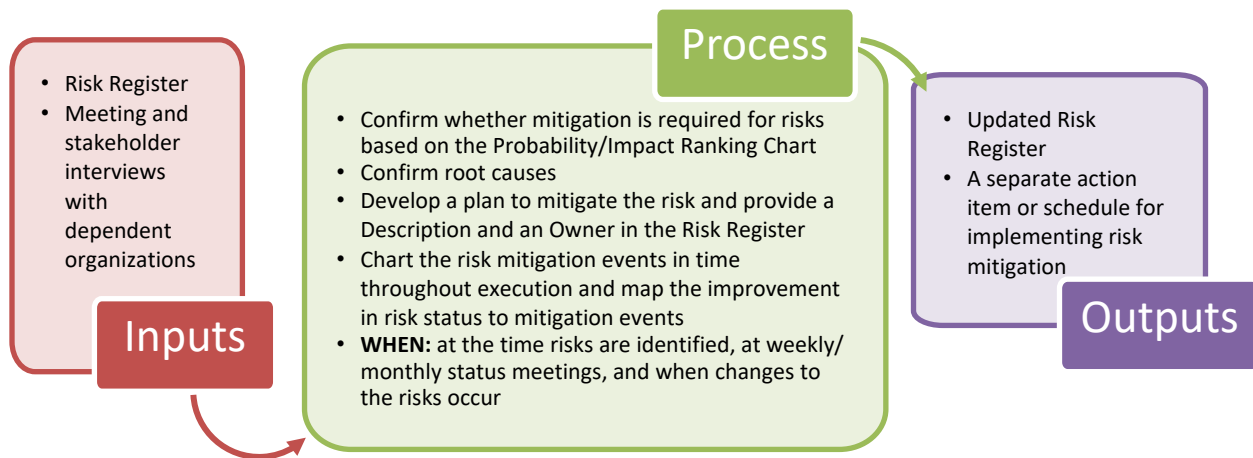 Inputs
• Risk Register
• Meeting and
stakeholder
interviews
with
dependent
organizations
Process
• Confirm whether mitigation is required for risks
based on the Probability/Impact Ranking Chart
• Confirm root causes
• Develop a plan to mitigate the risk and provide a
Description and an Owner in the Risk Register
• Chart the risk mitigation events in time
throughout execution and map the improvement
in risk status to mitigation events
• WHEN: at the time risks are identified, at weekly/
monthly status meetings, and when changes to
the risks occur
Outputs
• Updated Risk
Register
• A separate action
item or schedule for
implementing risk
mitigation